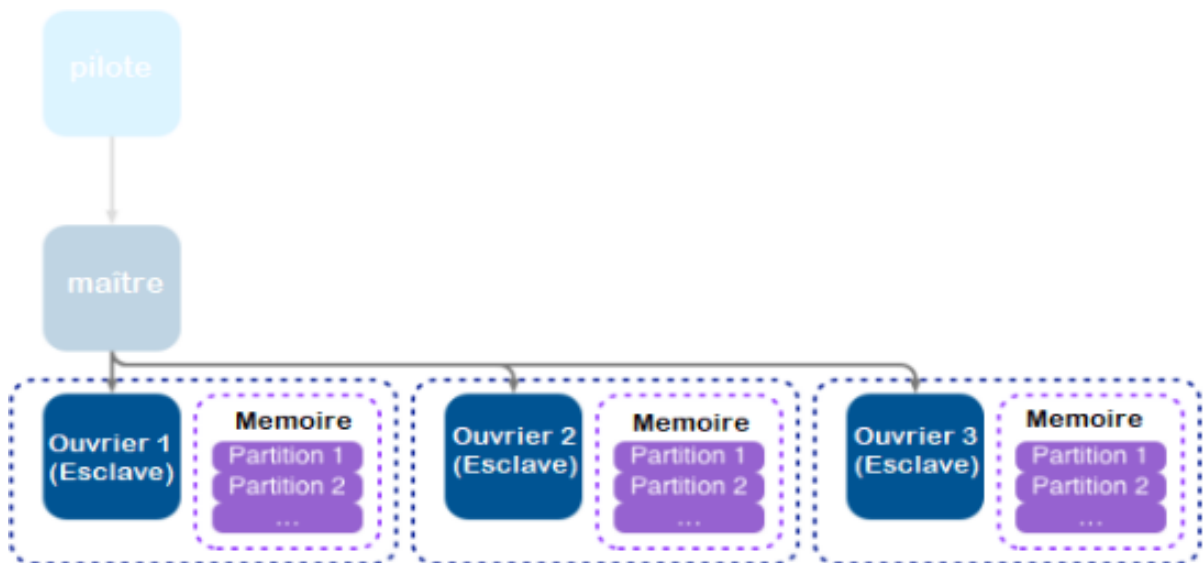 pilote
maître
Ouvrier 1
(Esclave)
Memoire
Partition 1
Partition 2
...
Ouvrier 2
(Esclave)
Memoire
Partition 1
Partition 2
...
Ouvrier 3
(Esclave)
Memoire
Partition 1
Partition 2
...